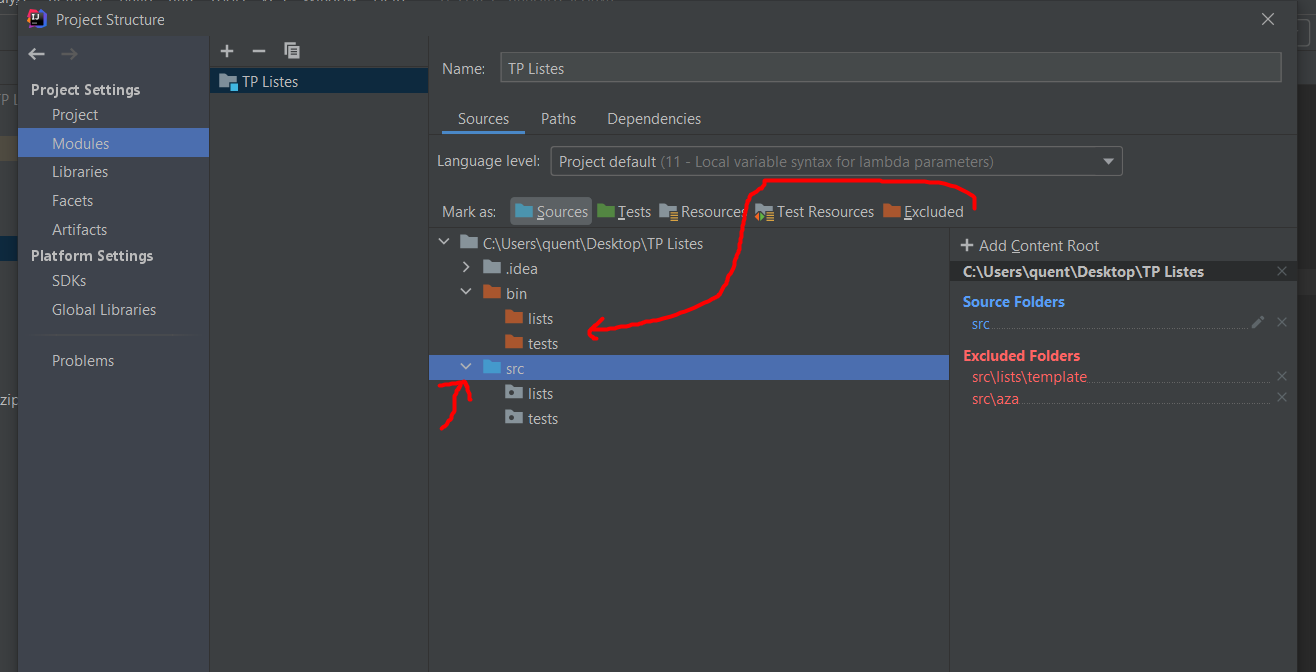 Project Structure
Project Settings
Project
Modules
Libraries
Facets
Artifacts
Platform Settings
SDKs
Global Libraries
Problems
TP Listes
Name: TP Listes
Sources Paths Dependencies
Language level: Project default (11 - Local variable syntax for lambda parameters)
Mark as: Sources Tests Resources Test Resources Excluded
C:\Users\quent\Desktop\TP Listes
.idea
bin
lists
tests
src
lists
tests
+ Add Content Root
C:\Users\quent\Desktop\TP Listes
Source Folders
src
Excluded Folders
src\lists\template
src\aza
zip